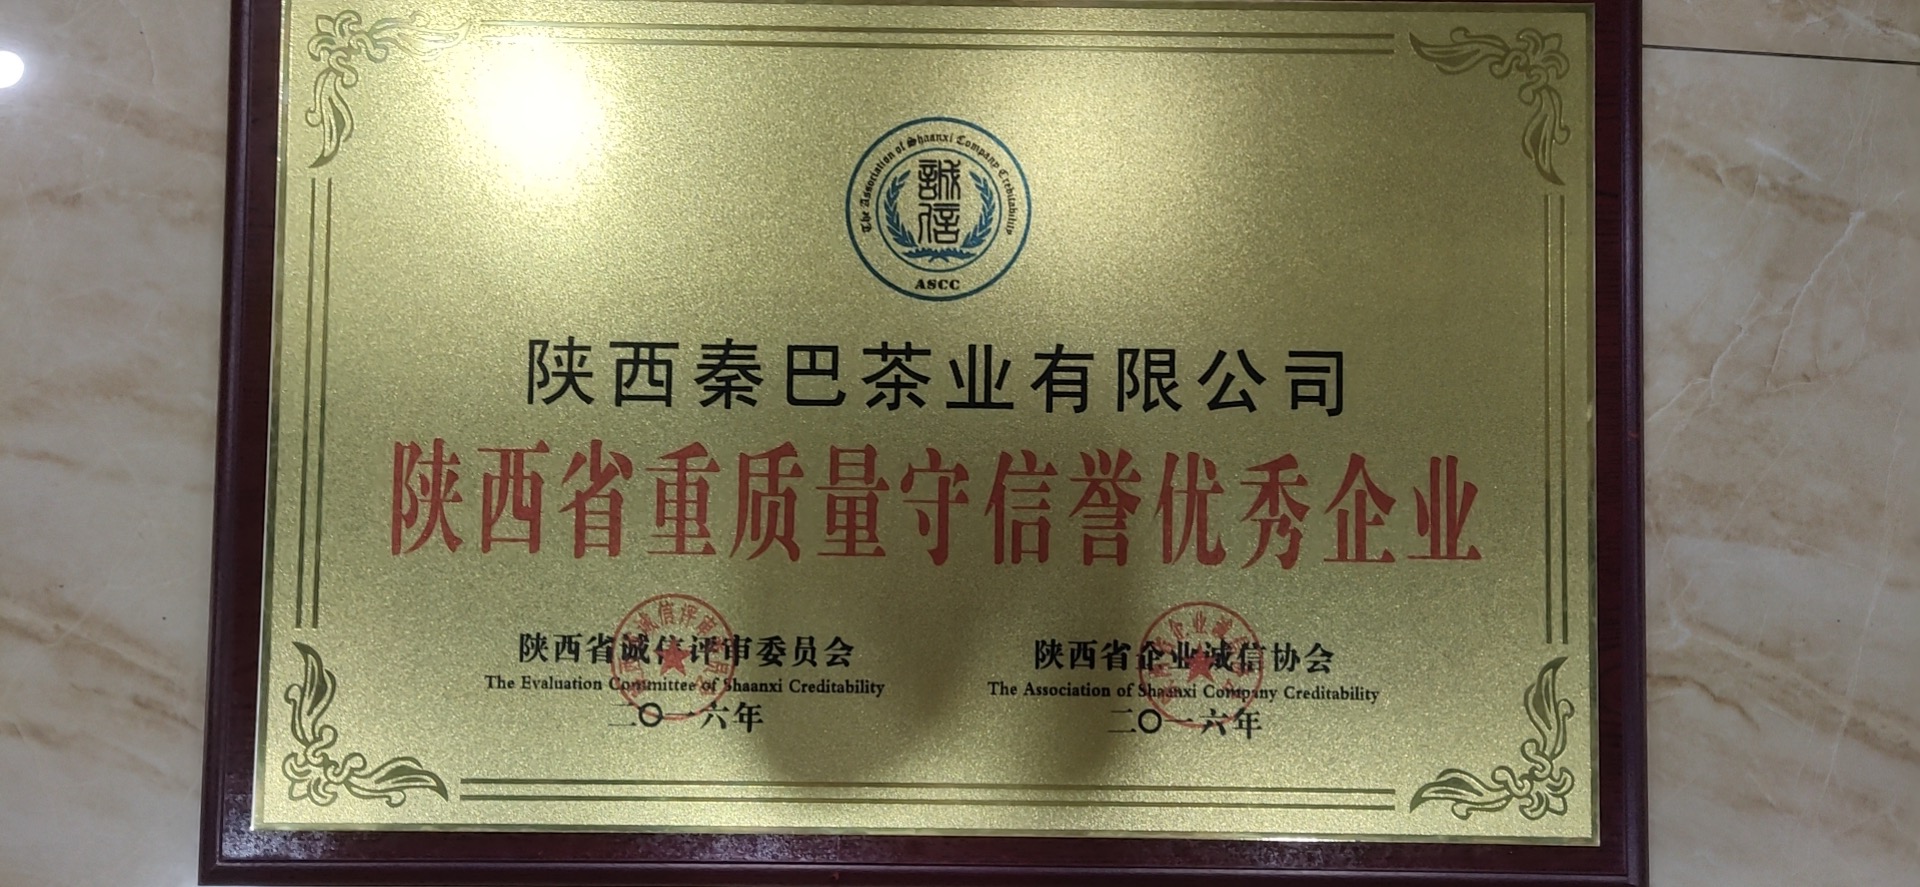 The Association of Shaanxi Company Creditability
誠信
ASCC
陕西秦巴茶业有限公司
陕西省重质量守信誉优秀企业
陕西省诚信评审委员会
The Evaluation Committee of Shaanxi Creditability
二〇一六年
陕西省企业诚信协会
The Association of Shaanxi Company Creditability
二〇一六年